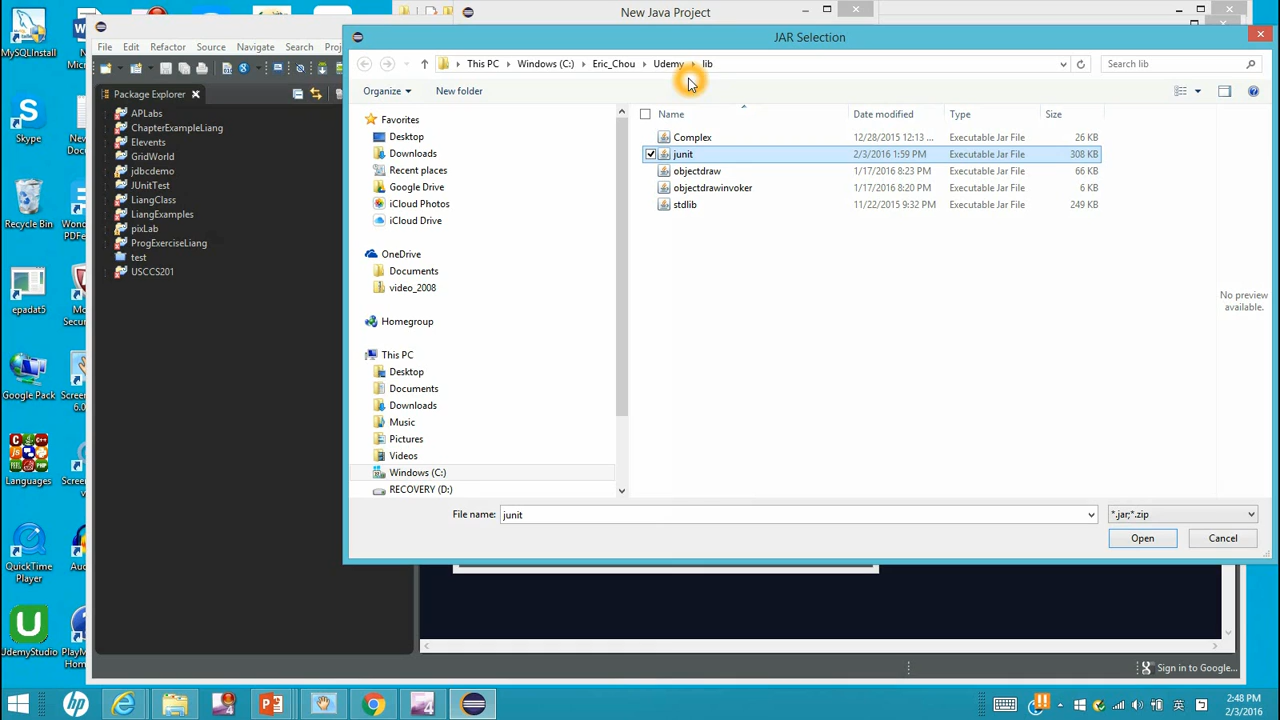 New Java Project
JAR Selection
File Edit Refactor Source Navigate Search Proj
This PC Windows (C:) Eric_Chou Udemy lib
Search lib
Organize New folder
Package Explorer
APLabs
ChapterExampleLiang
Elevents
GridWorld
jdbcdemo
JUnitTest
LiangClass
LiangExamples
pixLab
ProgExerciseLiang
test
USCCS201
Favorites
Desktop
Downloads
Recent places
Google Drive
iCloud Photos
iCloud Drive
OneDrive
Documents
video_2008
Homegroup
This PC
Desktop
Documents
Downloads
Music
Pictures
Videos
Windows (C:)
RECOVERY (D:)
Name Date modified Type Size
Complex 12/28/2015 12:13 ... Executable Jar File 26 KB
junit 2/3/2016 1:59 PM Executable Jar File 308 KB
objectdraw 1/17/2016 8:23 PM Executable Jar File 66 KB
objectdrawinvoker 1/17/2016 8:20 PM Executable Jar File 6 KB
stdlib 11/22/2015 9:32 PM Executable Jar File 249 KB
No preview
available.
File name: junit
*.jar;*.zip
Open Cancel
MySQLInstall
Skype
Recycle Bin
epadat5
Google Pack
Languages
QuickTime
Player
UdemyStudio
Sign in to Google...
hp
2:48 PM
2/3/2016